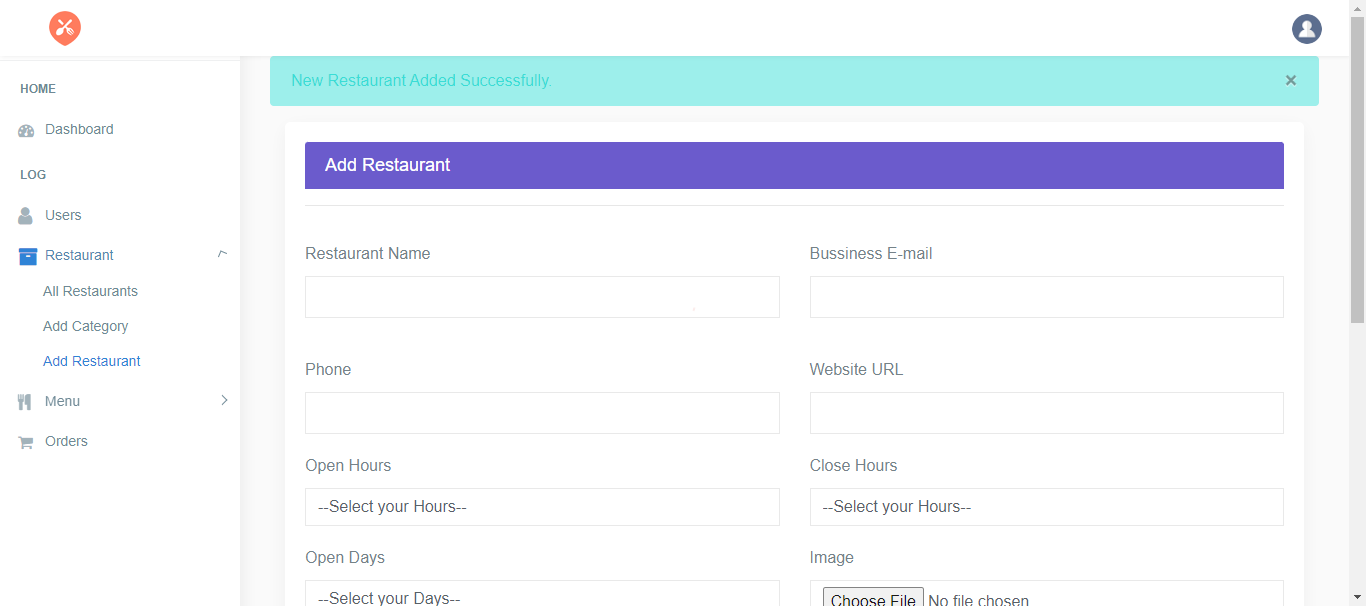 New Restaurant Added Successfully.
×
HOME
Dashboard
LOG
Users
Restaurant
All Restaurants
Add Category
Add Restaurant
Menu
Orders
Add Restaurant
Restaurant Name
Bussiness E-mail
Phone
Website URL
Open Hours
Close Hours
--Select your Hours--
--Select your Hours--
Open Days
Image
--Select your Days--
Choose File No file chosen